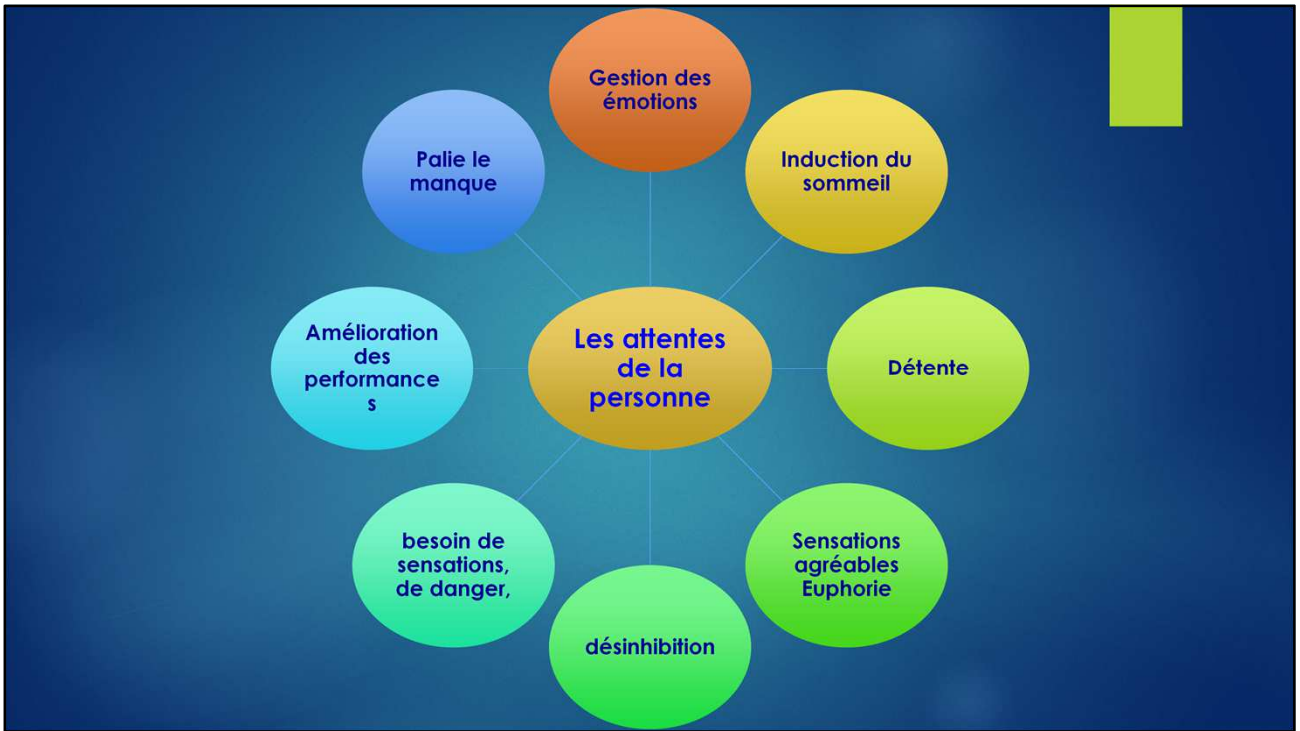 Gestion des
émotions
Induction du
sommeil
Détente
Sensations
agréables
Euphorie
désinhibition
besoin de
sensations,
de danger,
Amélioration
des
performance
s
Palie le
manque
Les attentes
de la
personne